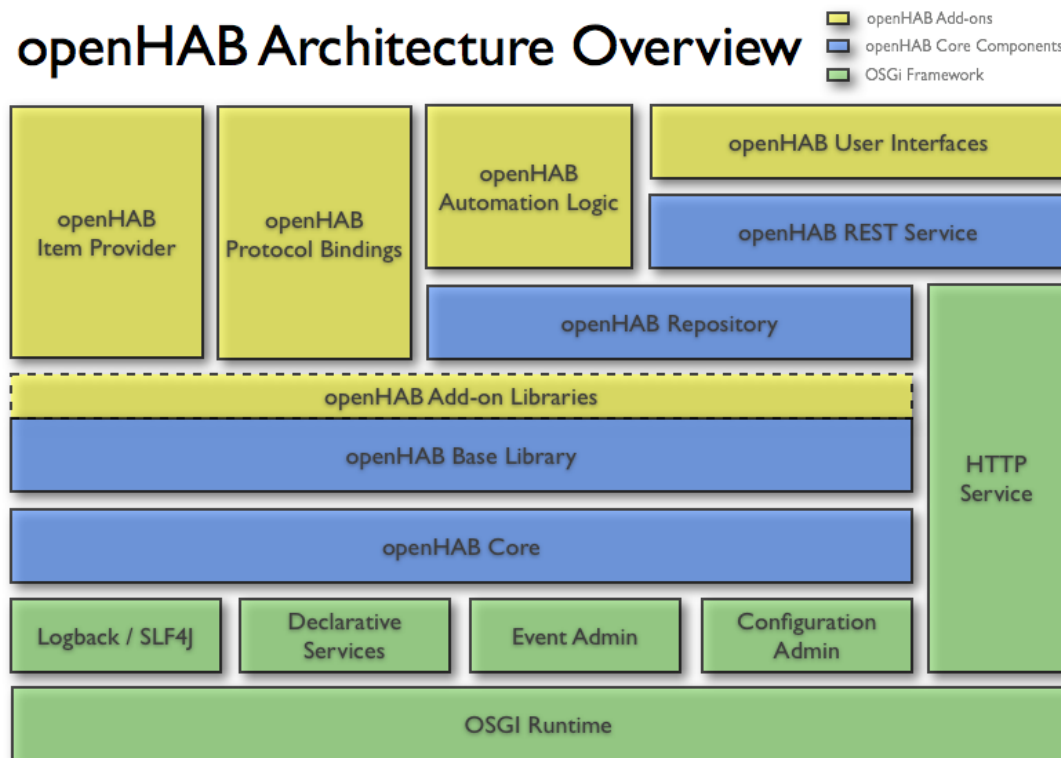 openHAB Architecture Overview
openHAB Add-ons
openHAB Core Components
OSGi Framework
openHAB
Item Provider
openHAB
Protocol Bindings
openHAB
Automation Logic
openHAB User Interfaces
openHAB REST Service
openHAB Repository
openHAB Add-on Libraries
openHAB Base Library
HTTP
Service
openHAB Core
Logback / SLF4J
Declarative
Services
Event Admin
Configuration
Admin
OSGI Runtime